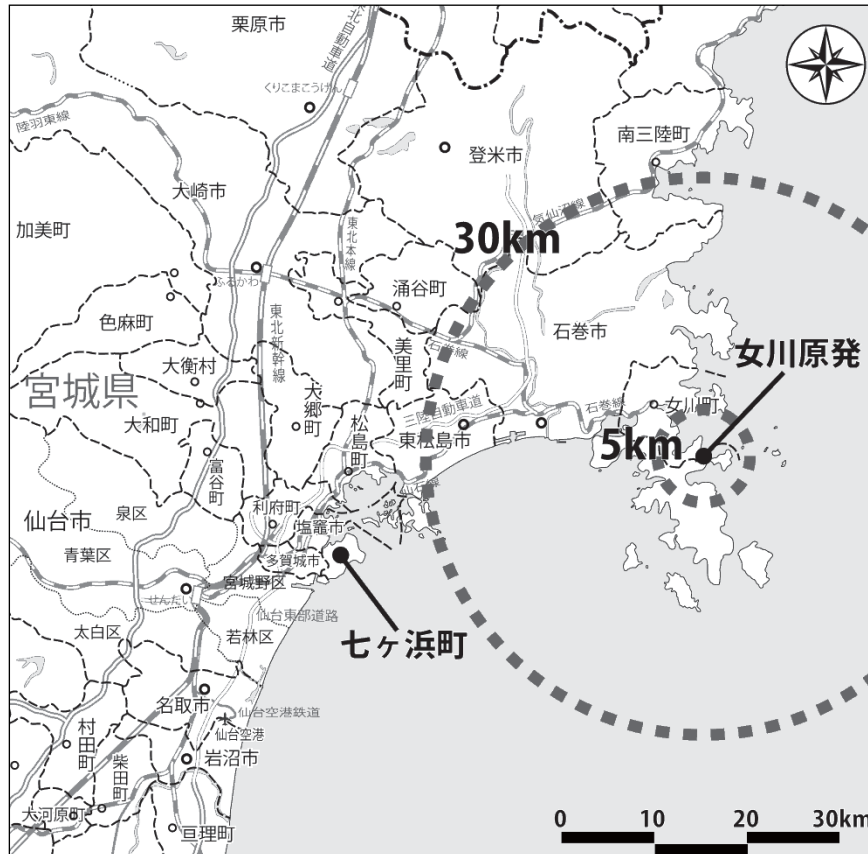 栗原市
東北自動車道
くりこまこうげん
陸羽東線
南三陸町
登米市
大崎市
気仙沼線
加美町
30km
東北本線
ふるかわ
涌谷町
色麻町
東北新幹線
石巻市
美里町
石巻線
女川原発
大衡村
宮城県
大郷町
三陸自動車道
石巻線
女川町
大和町
松島町
東松島市
5km
富谷町
仙石線
利府町
塩竈市
仙台市
泉区
青葉区
多賀城市
宮城野区
せんだい
仙台東部道路
太白区
若林区
七ヶ浜町
名取市
仙台空港鉄道
仙台空港
村田町
岩沼市
柴田町
大河原町
亘理町
0 10 20 30km